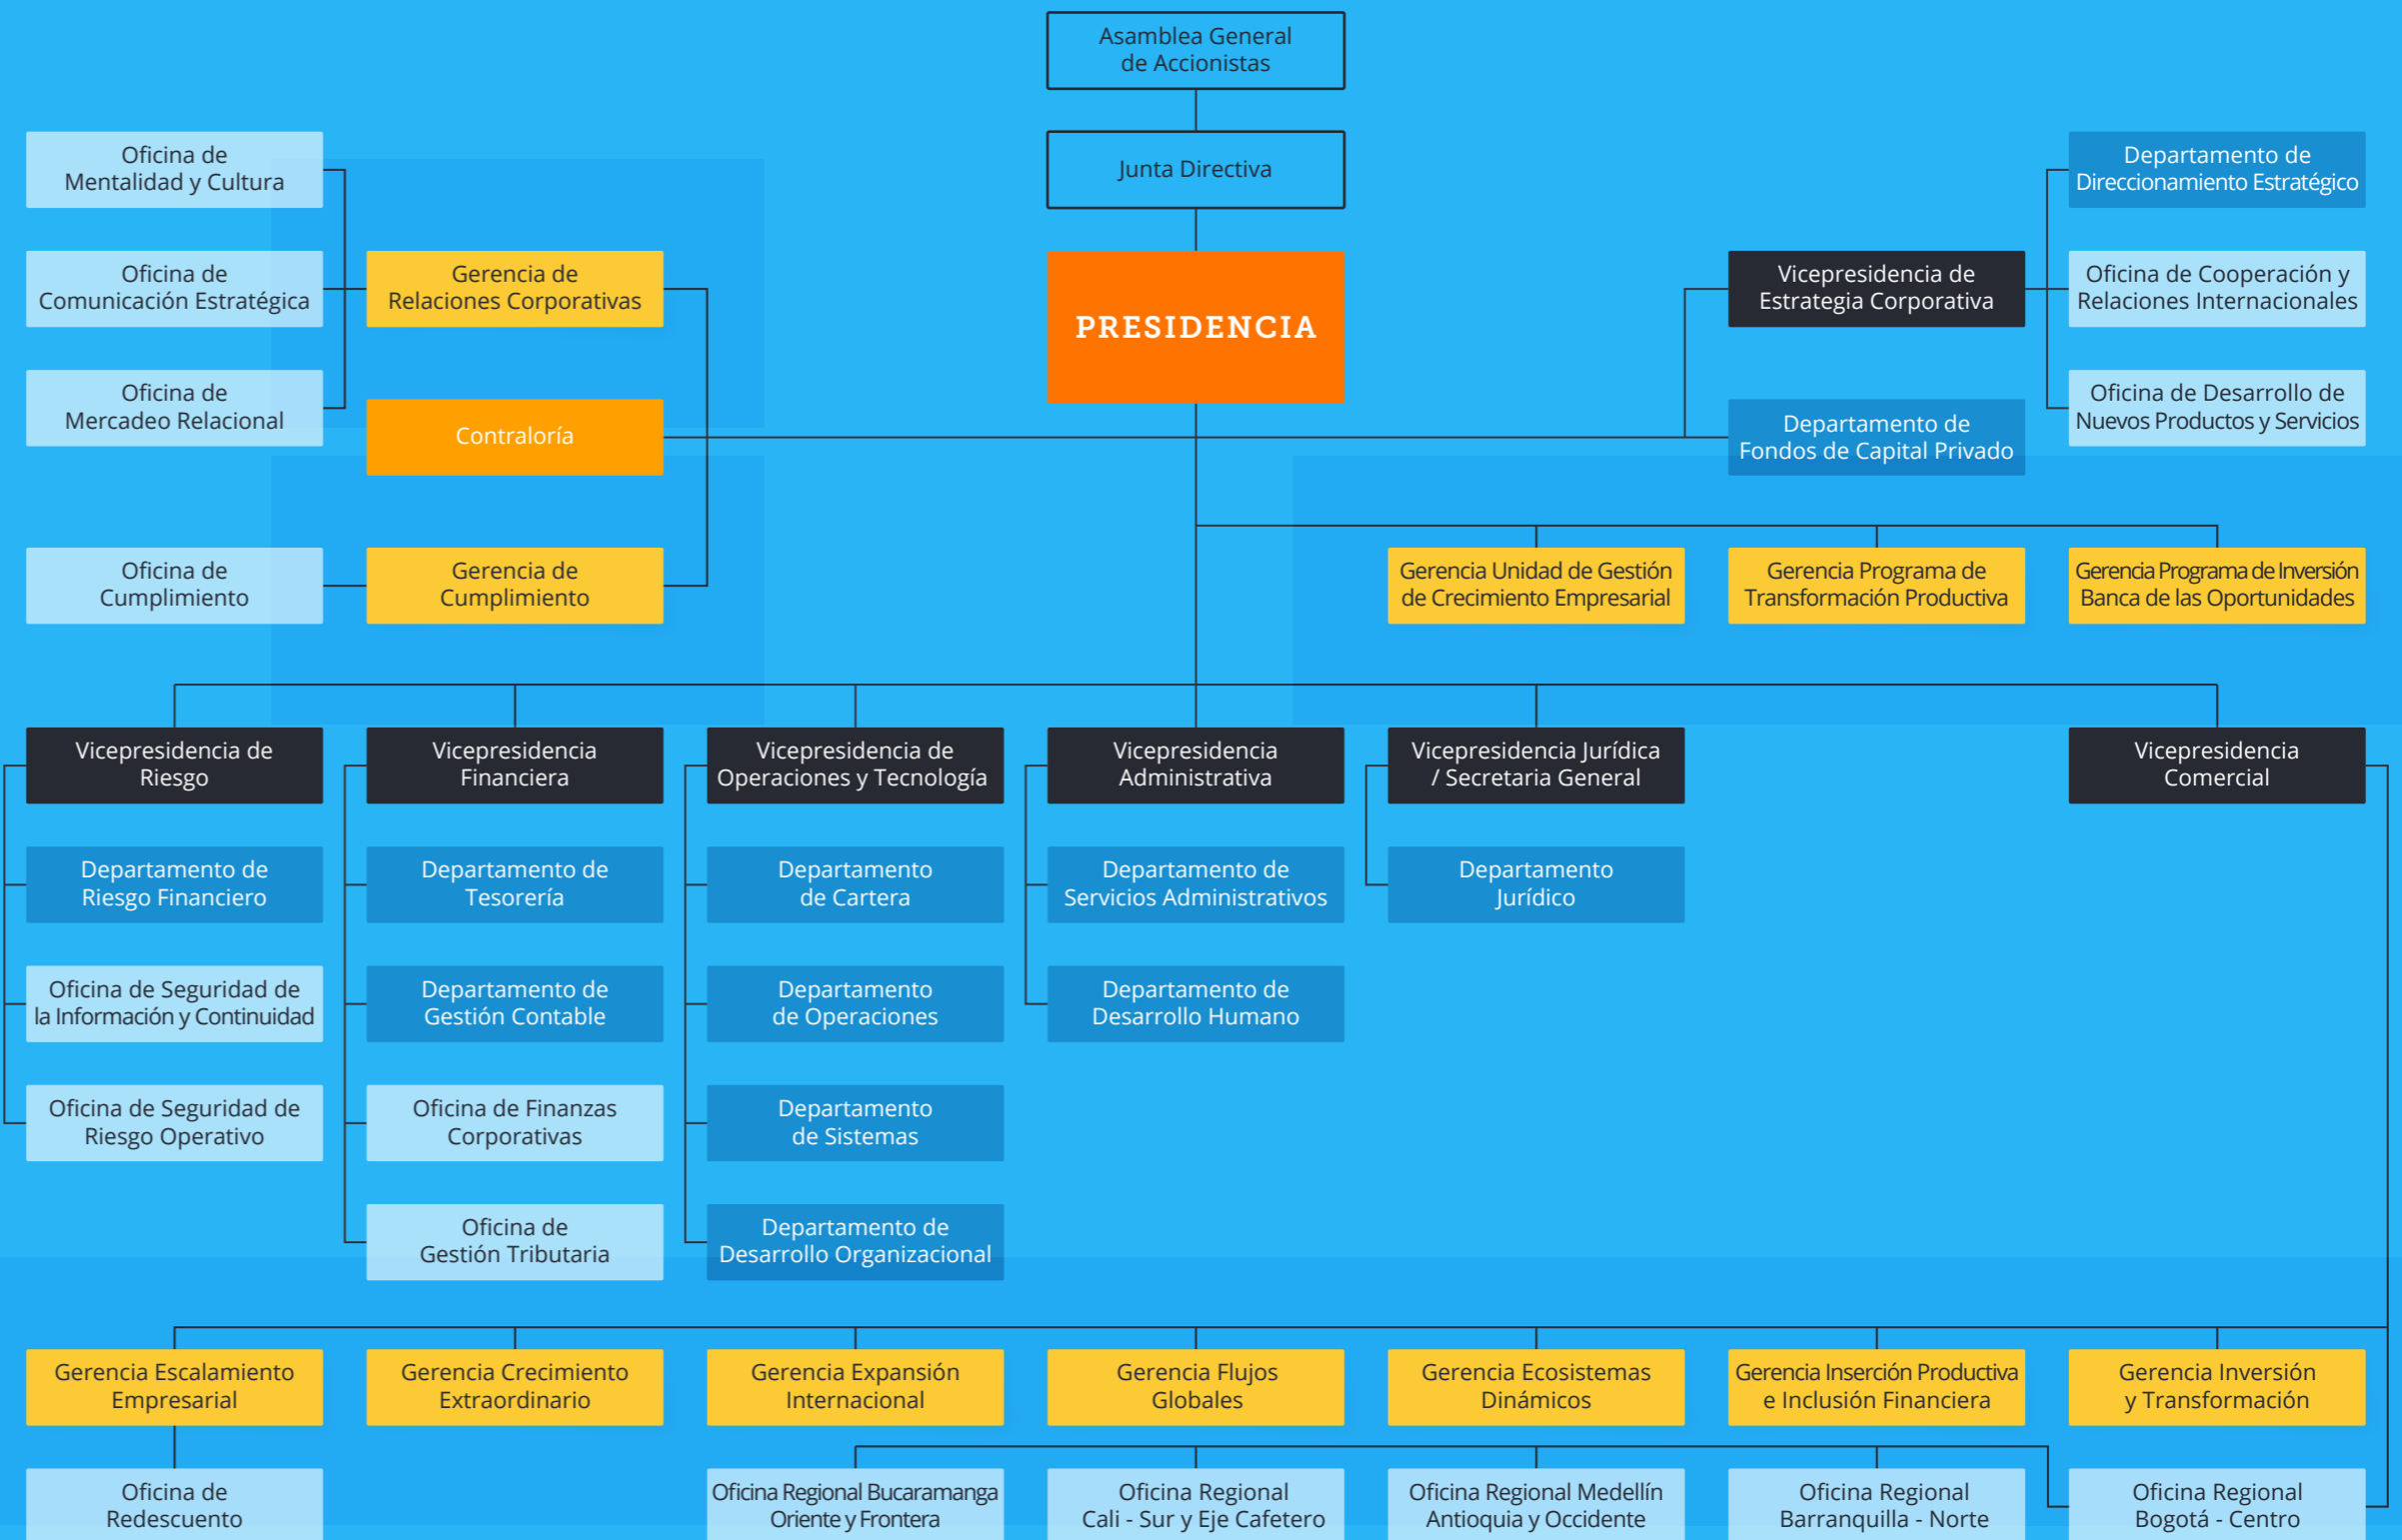 Asamblea General
de Accionistas
Junta Directiva
PRESIDENCIA
Oficina de
Mentalidad y Cultura
Oficina de
Comunicación Estratégica
Oficina de
Mercadeo Relacional
Gerencia de
Relaciones Corporativas
Contraloría
Oficina de
Cumplimiento
Gerencia de
Cumplimiento
Vicepresidencia de
Estrategia Corporativa
Departamento de
Fondos de Capital Privado
Departamento de
Direccionamiento Estratégico
Oficina de Cooperación y
Relaciones Internacionales
Oficina de Desarrollo de
Nuevos Productos y Servicios
Gerencia Unidad de Gestión
de Crecimiento Empresarial
Gerencia Programa de
Transformación Productiva
Gerencia Programa de Inversión
Banca de las Oportunidades
Vicepresidencia de
Riesgo
Departamento de
Riesgo Financiero
Oficina de Seguridad de
la Información y Continuidad
Oficina de Seguridad de
Riesgo Operativo
Vicepresidencia
Financiera
Departamento de
Tesorería
Departamento de
Gestión Contable
Oficina de Finanzas
Corporativas
Oficina de
Gestión Tributaria
Vicepresidencia de
Operaciones y Tecnología
Departamento
de Cartera
Departamento
de Operaciones
Departamento
de Sistemas
Departamento de
Desarrollo Organizacional
Vicepresidencia
Administrativa
Departamento de
Servicios Administrativos
Departamento de
Desarrollo Humano
Vicepresidencia Jurídica
/ Secretaria General
Departamento
Jurídico
Vicepresidencia
Comercial
Gerencia Escalamiento
Empresarial
Gerencia Crecimiento
Extraordinario
Gerencia Expansión
Internacional
Gerencia Flujos
Globales
Gerencia Ecosistemas
Dinámicos
Gerencia Inserción Productiva
e Inclusión Financiera
Gerencia Inversión
y Transformación
Oficina de
Redescuento
Oficina Regional Bucaramanga
Oriente y Frontera
Oficina Regional
Cali - Sur y Eje Cafetero
Oficina Regional Medellín
Antioquia y Occidente
Oficina Regional
Barranquilla - Norte
Oficina Regional
Bogotá - Centro